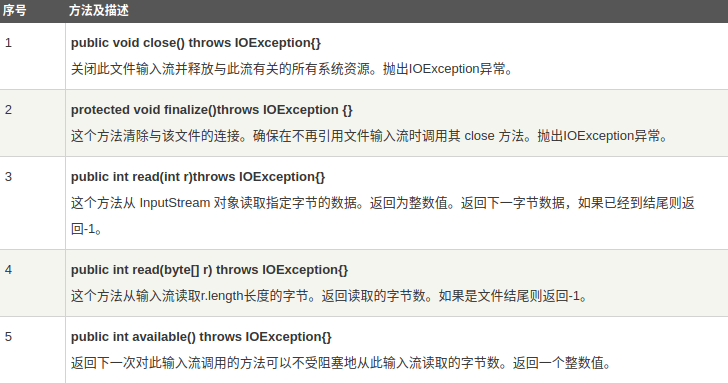 序号 方法及描述
1 public void close() throws IOException{}
关闭此文件输入流并释放与此流有关的所有系统资源。抛出IOException异常。
2 protected void finalize()throws IOException {}
这个方法清除与该文件的连接。确保在不再引用文件输入流时调用其 close 方法。抛出IOException异常。
3 public int read(int r)throws IOException{}
这个方法从 InputStream 对象读取指定字节的数据。返回为整数值。返回下一字节数据，如果已经到结尾则返
回-1。
4 public int read(byte[] r) throws IOException{}
这个方法从输入流读取r.length长度的字节。返回读取的字节数。如果是文件结尾则返回-1。
5 public int available() throws IOException{}
返回下一次对此输入流调用的方法可以不受阻塞地从此输入流读取的字节数。返回一个整数值。